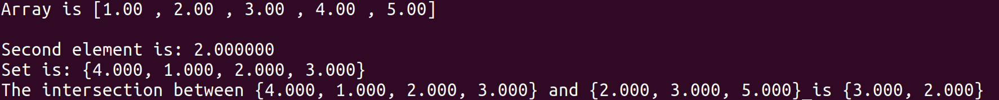 Array is [1.00 , 2.00 , 3.00 , 4.00 , 5.00]
Second element is: 2.000000
Set is: {4.000, 1.000, 2.000, 3.000}
The intersection between {4.000, 1.000, 2.000, 3.000} and {2.000, 3.000, 5.000} is {3.000, 2.000}